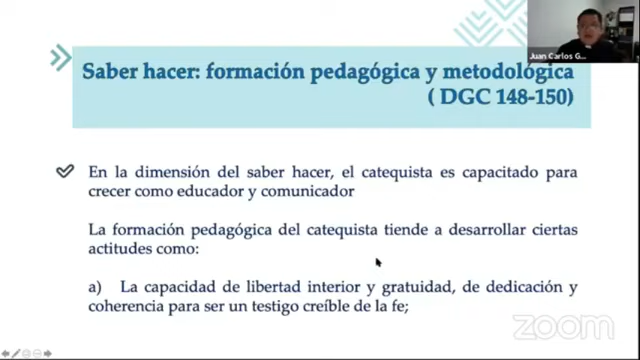 Juan Carlos G...
Saber hacer: formación pedagógica y metodológica
( DGC 148-150)
En la dimensión del saber hacer, el catequista es capacitado para
crecer como educador y comunicador
La formación pedagógica del catequista tiende a desarrollar ciertas
actitudes como:
a) La capacidad de libertad interior y gratuidad, de dedicación y
coherencia para ser un testigo creíble de la fe;
zoom